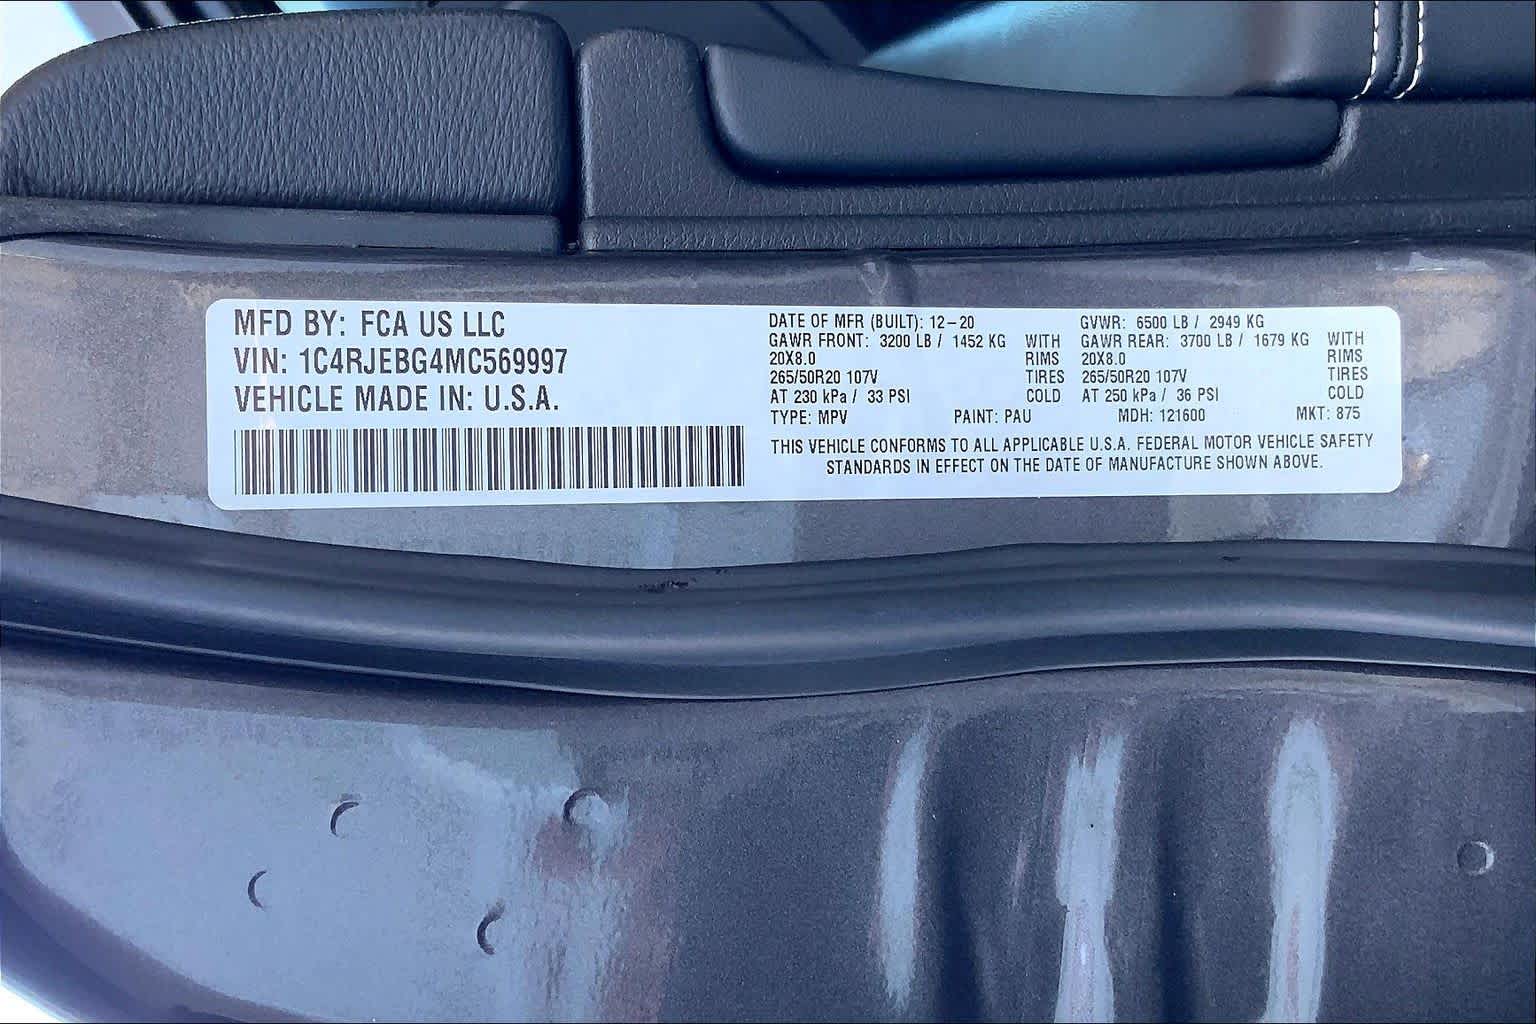 MFD BY: FCA US LLC
VIN: 1C4RJEBG4MC569997
VEHICLE MADE IN: U.S.A.
DATE OF MFR (BUILT): 12-20 GVWR: 6500 LB / 2949 KG
GAWR FRONT: 3200 LB / 1452 KG WITH GAWR REAR: 3700 LB / 1679 KG WITH
20X8.0 RIMS 20X8.0 RIMS
265/50R20 107V TIRES 265/50R20 107V TIRES
AT 230 kPa / 33 PSI COLD AT 250 kPa / 36 PSI COLD
TYPE: MPV PAINT: PAU MDH: 121600 MKT: 875
THIS VEHICLE CONFORMS TO ALL APPLICABLE U.S.A. FEDERAL MOTOR VEHICLE SAFETY
STANDARDS IN EFFECT ON THE DATE OF MANUFACTURE SHOWN ABOVE.